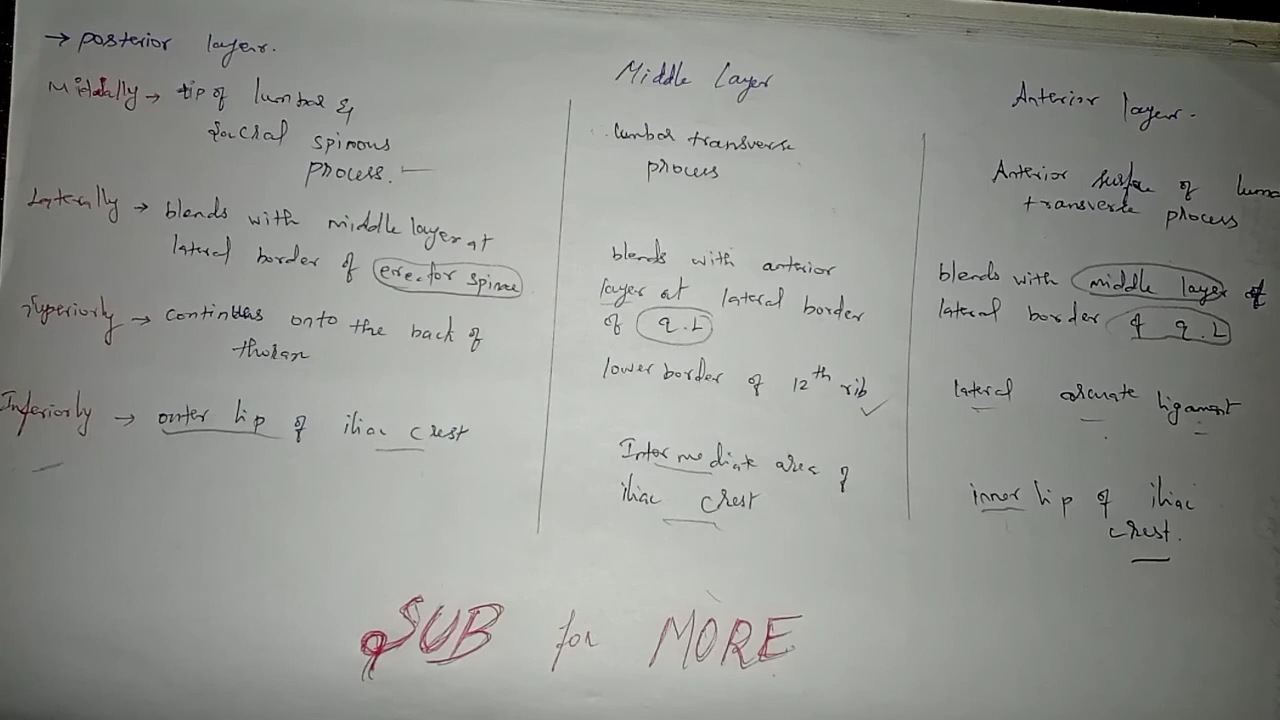 → posterior layer.
Midally → tip of lumbar &
sacral spinous
process.
Laterally → blends with middle layer at
lateral border of erector spinae
Superiorly → continues onto the back of
thorax
Inferiorly → outer lip of iliac crest
Middle Layer
lumbar transverse
process
blends with anterior
layer at lateral border
of q.L
lower border of 12th rib
Intermediate area of
iliac crest
Anterior layer.
Anterior surface of
transverse process
blends with middle layer of
lateral border of q.L
lateral arcuate ligament
inner lip of iliac
crest.
SUB for MORE